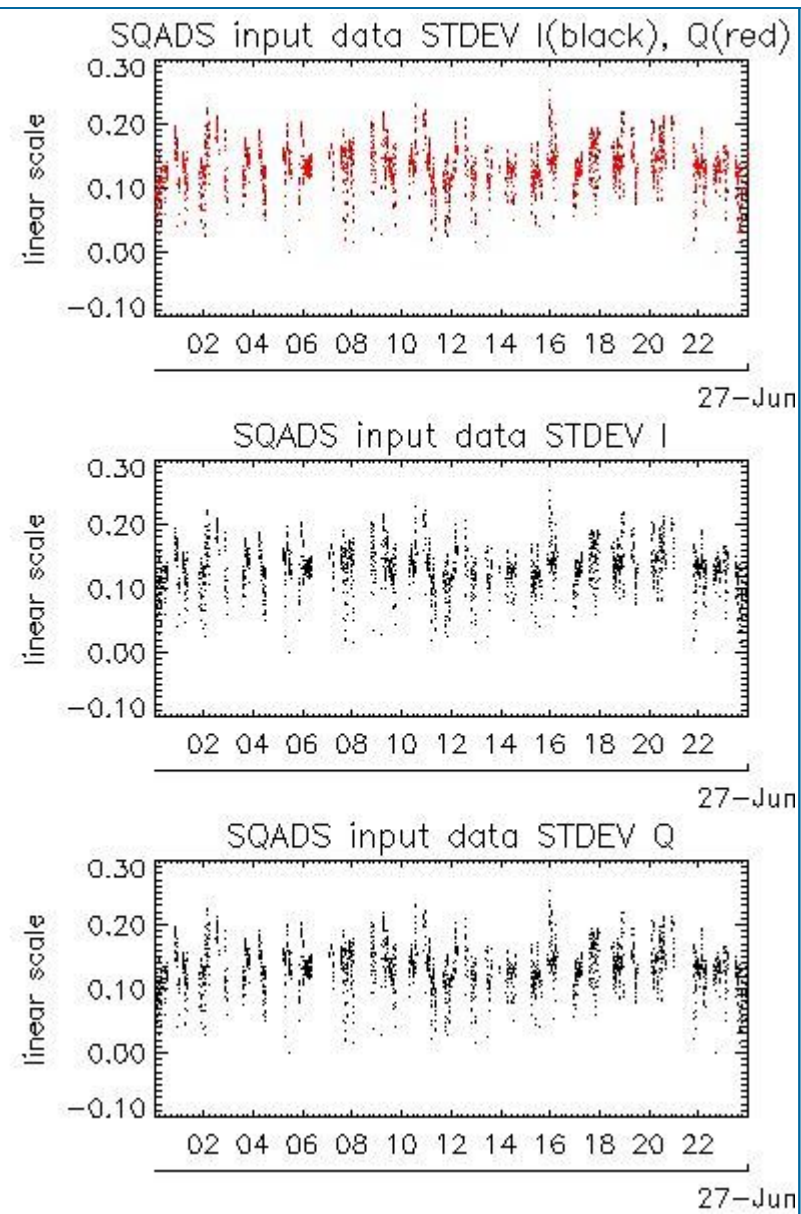 SQADS input data STDEV I(black), Q(red)
linear scale
0.30
0.20
0.10
0.00
−0.10
02 04 06 08 10 12 14 16 18 20 22
27−Jun
SQADS input data STDEV I
linear scale
0.30
0.20
0.10
0.00
−0.10
02 04 06 08 10 12 14 16 18 20 22
27−Jun
SQADS input data STDEV Q
linear scale
0.30
0.20
0.10
0.00
−0.10
02 04 06 08 10 12 14 16 18 20 22
27−Jun